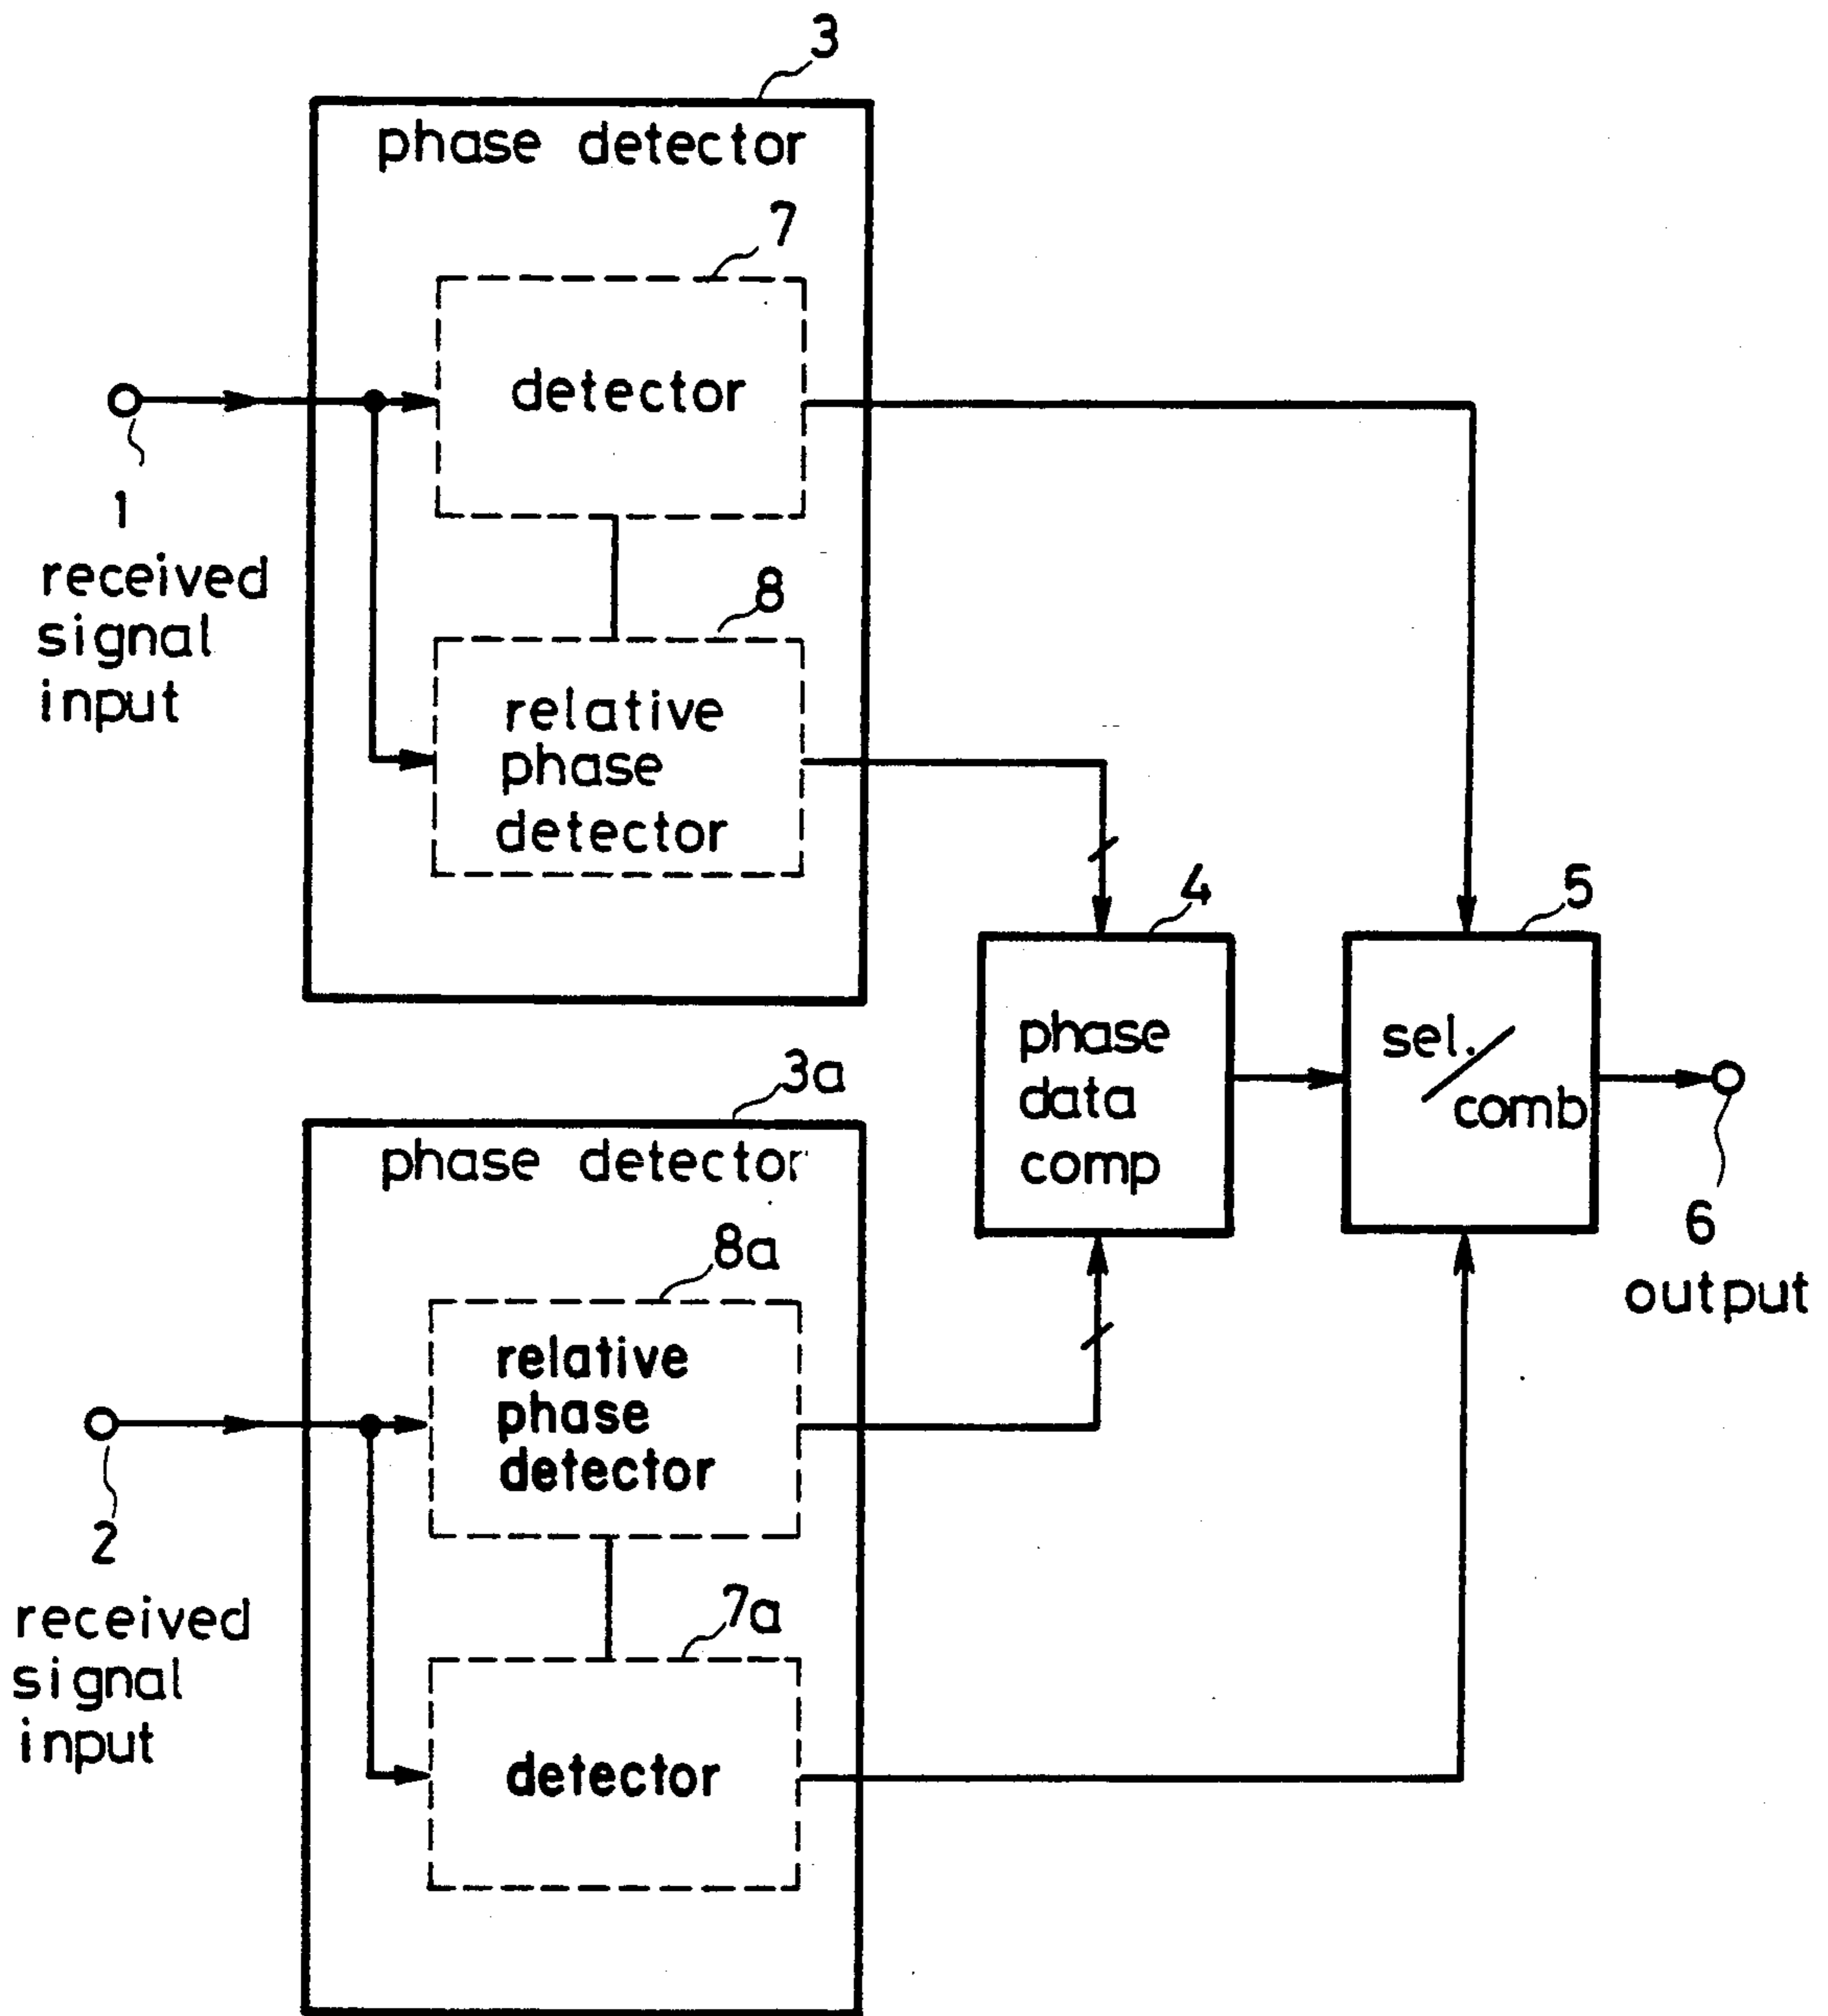 3
phase detector
7
detector
1
received
signal
input
8
relative
phase
detector
4
5
phase
data
comp
sel./
comb
6
output
3a
phase detector
8a
relative
phase
detector
2
received
signal
input
7a
detector